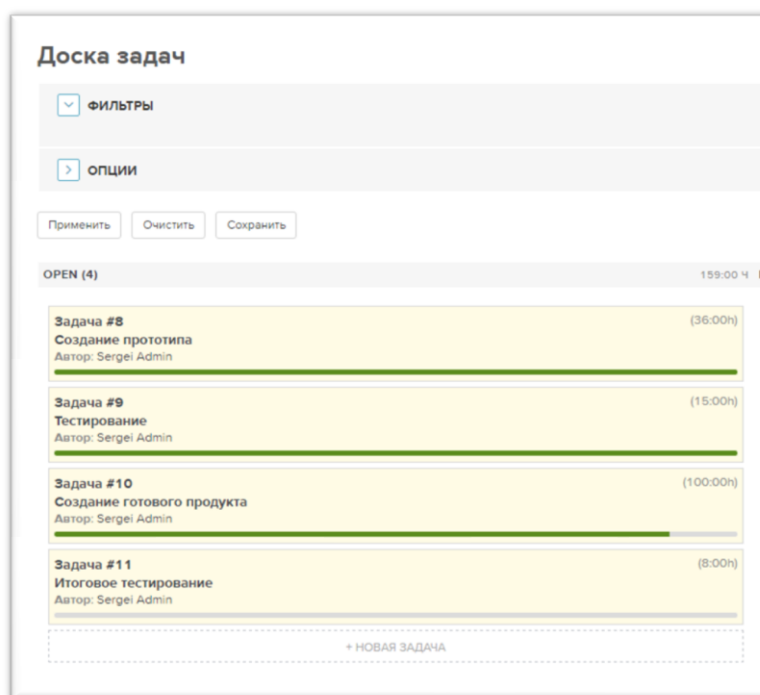 Доска задач
ФИЛЬТРЫ
ОПЦИИ
Применить Очистить Сохранить
OPEN (4) 159:00 Ч
Задача #8 (36:00h)
Создание прототипа
Автор: Sergei Admin
Задача #9 (15:00h)
Тестирование
Автор: Sergei Admin
Задача #10 (100:00h)
Создание готового продукта
Автор: Sergei Admin
Задача #11 (8:00h)
Итоговое тестирование
Автор: Sergei Admin
+ НОВАЯ ЗАДАЧА